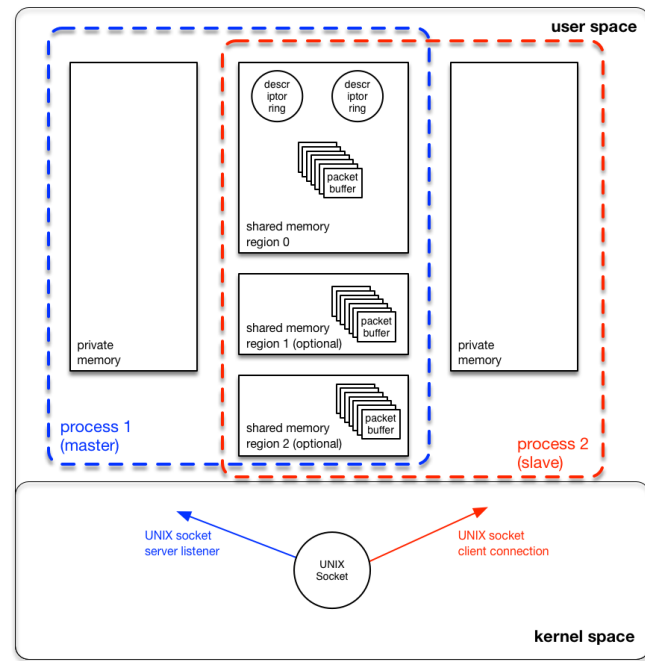 user space
descr
iptor
ring
descr
iptor
ring
packet
buffer
shared memory
region 0
packet
buffer
shared memory
region 1 (optional)
private
memory
private
memory
packet
buffer
shared memory
region 2 (optional)
process 1
(master)
process 2
(slave)
UNIX socket
server listener
UNIX socket
client connection
UNIX
Socket
kernel space